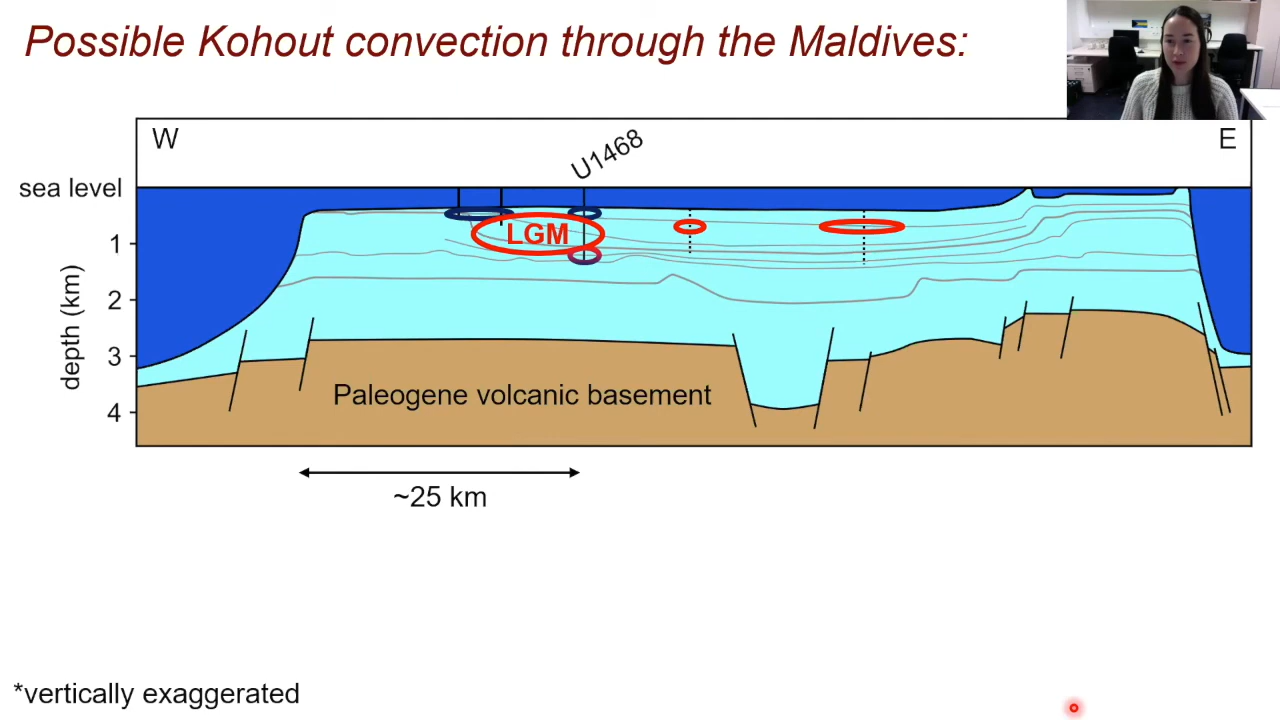 Possible Kohout convection through the Maldives:
W
E
U1468
sea level
LGM
1
2
3
4
depth (km)
Paleogene volcanic basement
~25 km
*vertically exaggerated